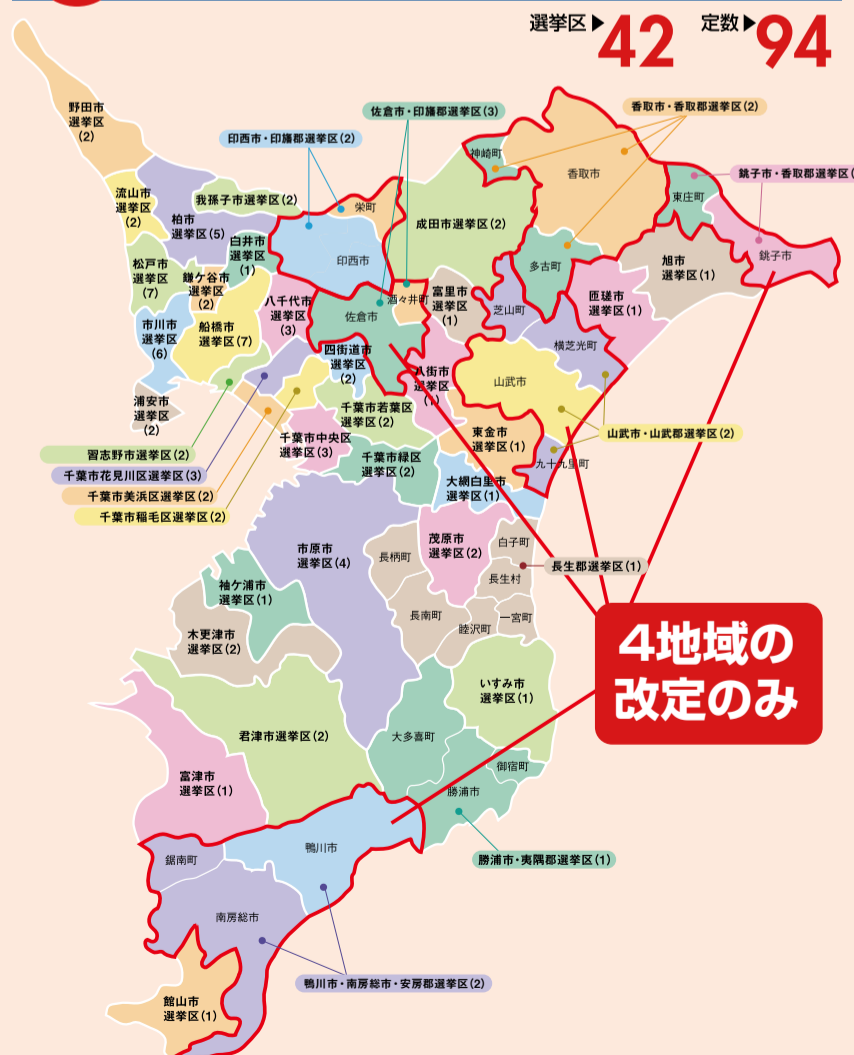 選挙区▶42 定数▶94
野田市
選挙区
(2)
佐倉市・印旛郡選挙区(3)
香取市・香取郡選挙区(2)
印西市・印旛郡選挙区(2)
神崎町
香取市
銚子市・香取郡選挙区(
流山市
選挙区
(2)
柏市
選挙区(5)
我孫子市選挙区(2)
栄町
成田市選挙区(2)
東庄町
白井市
選挙区
(1)
印西市
多古町
旭市
選挙区(1)
銚子市
松戸市
選挙区
(7)
鎌ケ谷市
選挙区
(2)
八千代市
選挙区
(3)
酒々井町
富里市
選挙区
(1)
芝山町
匝瑳市
選挙区(1)
市川市
選挙区
(6)
船橋市
選挙区(7)
佐倉市
横芝光町
四街道市
選挙区
(2)
八街市
選挙区
(1)
山武市
浦安市
選挙区
(2)
千葉市若葉区
選挙区(2)
千葉市中央区
選挙区(3)
東金市
選挙区(1)
山武市・山武郡選挙区(2)
習志野市選挙区(2)
千葉市花見川区選挙区(3)
千葉市美浜区選挙区(2)
千葉市稲毛区選挙区(2)
千葉市緑区
選挙区(2)
九十九里町
大網白里市
選挙区(1)
市原市
選挙区(4)
茂原市
選挙区(2)
白子町
長柄町
長生郡選挙区(1)
長生村
袖ケ浦市
選挙区(1)
長南町
一宮町
睦沢町
木更津市
選挙区(2)
4地域の
改定のみ
いすみ市
選挙区(1)
君津市選挙区(2)
大多喜町
御宿町
富津市
選挙区(1)
勝浦市
鴨川市
勝浦市・夷隅郡選挙区(1)
鋸南町
南房総市
鴨川市・南房総市・安房郡選挙区(2)
館山市
選挙区(1)